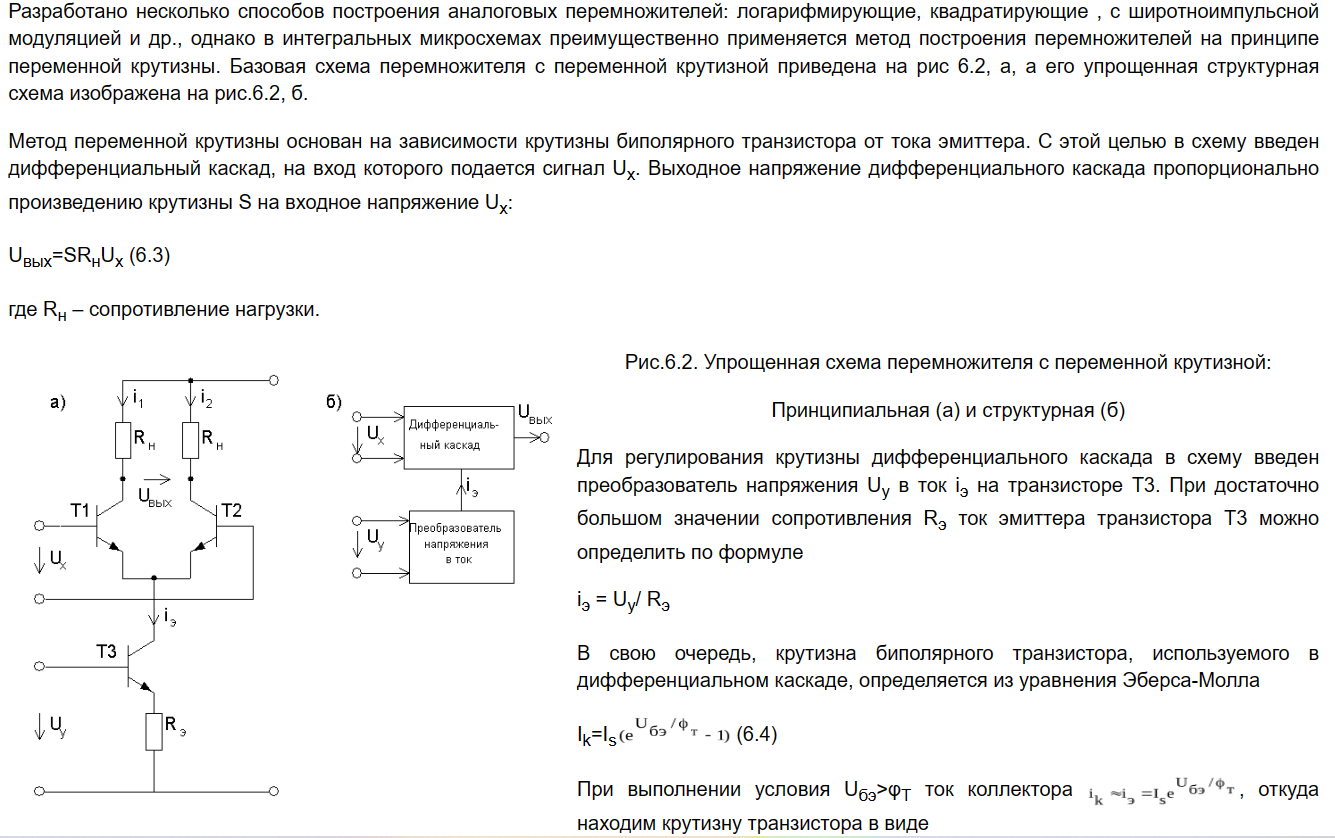 Разработано несколько способов построения аналоговых перемножителей: логарифмирующие, квадратирующие , с широтноимпульсной
модуляцией и др., однако в интегральных микросхемах преимущественно применяется метод построения перемножителей на принципе
переменной крутизны. Базовая схема перемножителя с переменной крутизной приведена на рис 6.2, а, а его упрощенная структурная
схема изображена на рис.6.2, б.
Метод переменной крутизны основан на зависимости крутизны биполярного транзистора от тока эмиттера. С этой целью в схему введен
дифференциальный каскад, на вход которого подается сигнал Uх. Выходное напряжение дифференциального каскада пропорционально
произведению крутизны S на входное напряжение Uх:
Uвых=SRнUх (6.3)
где Rн – сопротивление нагрузки.
а)
i1
i2
Rн
Rн
Uвых
T1
T2
Ux
iэ
T3
Uy
Rэ
б)
Ux
Дифференциаль-
ный каскад
Uвых
iэ
Uy
Преобразователь
напряжения
в ток
Рис.6.2. Упрощенная схема перемножителя с переменной крутизной:
Принципиальная (а) и структурная (б)
Для регулирования крутизны дифференциального каскада в схему введен
преобразователь напряжения Uу в ток iэ на транзисторе Т3. При достаточно
большом значении сопротивления Rэ ток эмиттера транзистора Т3 можно
определить по формуле
iэ = Uу/ Rэ
В свою очередь, крутизна биполярного транзистора, используемого в
дифференциальном каскаде, определяется из уравнения Эберса-Молла
Ik=Is(e^Uбэ/φт - 1) (6.4)
При выполнении условия Uбэ>φТ ток коллектора ik ≈iэ =Ise^Uбэ/φт , откуда
находим крутизну транзистора в виде